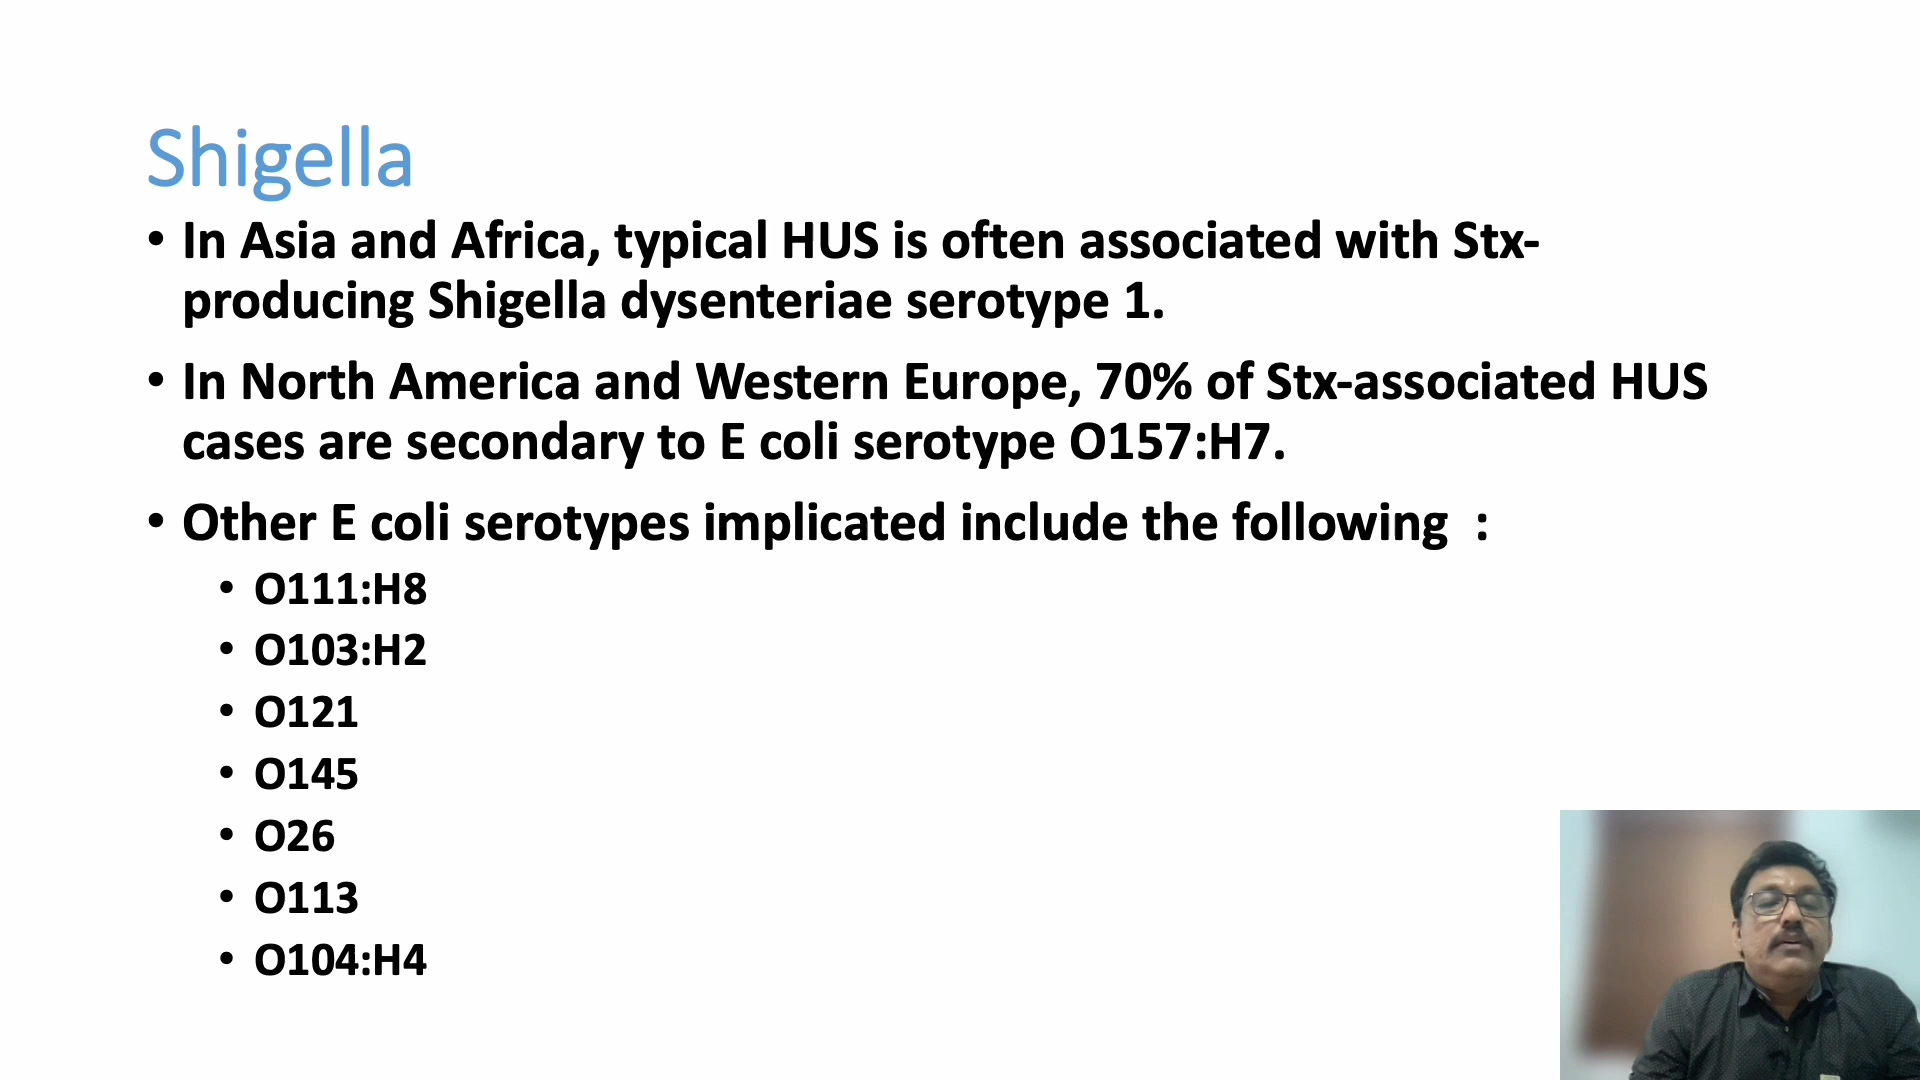 Shigella
• In Asia and Africa, typical HUS is often associated with Stx-
producing Shigella dysenteriae serotype 1.
• In North America and Western Europe, 70% of Stx-associated HUS
cases are secondary to E coli serotype O157:H7.
• Other E coli serotypes implicated include the following  :
• O111:H8
• O103:H2
• O121
• O145
• O26
• O113
• O104:H4